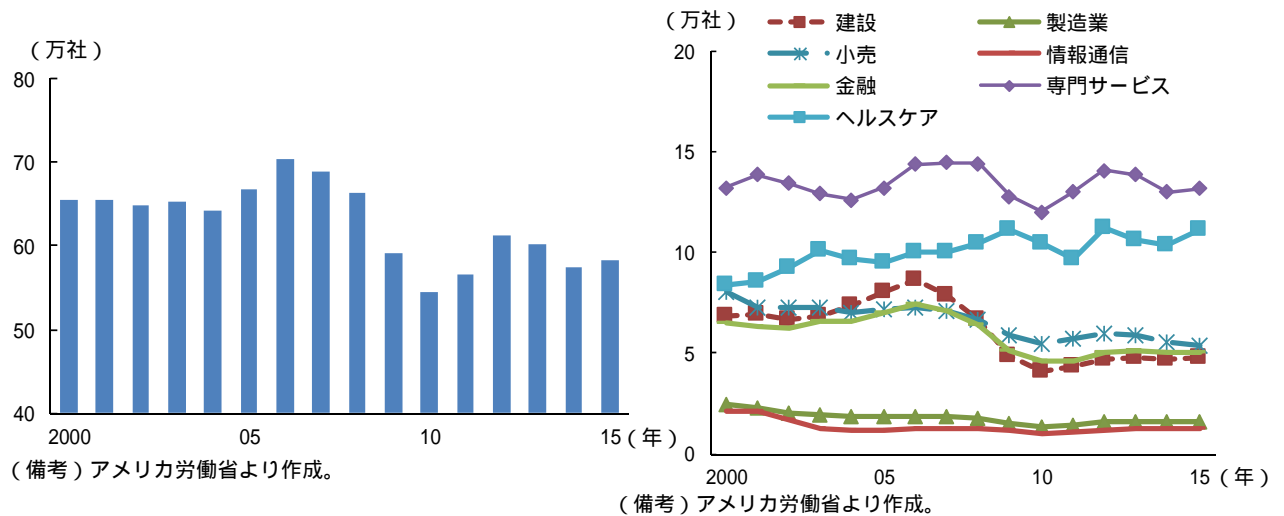 （万社）
80
70
60
50
40
2000 05 10 15（年）
（備考）アメリカ労働省より作成。
（万社）
建設 製造業
小売 情報通信
金融 専門サービス
ヘルスケア
20
15
10
5
0
2000 05 10 15（年）
（備考）アメリカ労働省より作成。